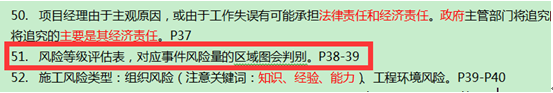 50. 项目经理由于主观原因，或由于工作失误有可能承担法律责任和经济责任。政府主管部门将追究的
将追究的主要是其经济责任。P37
51. 风险等级评估表，对应事件风险量的区域图会判别。P38-39
52. 施工风险类型：组织风险（注意关键词：知识、经验、能力）、工程环境风险。P39-P40